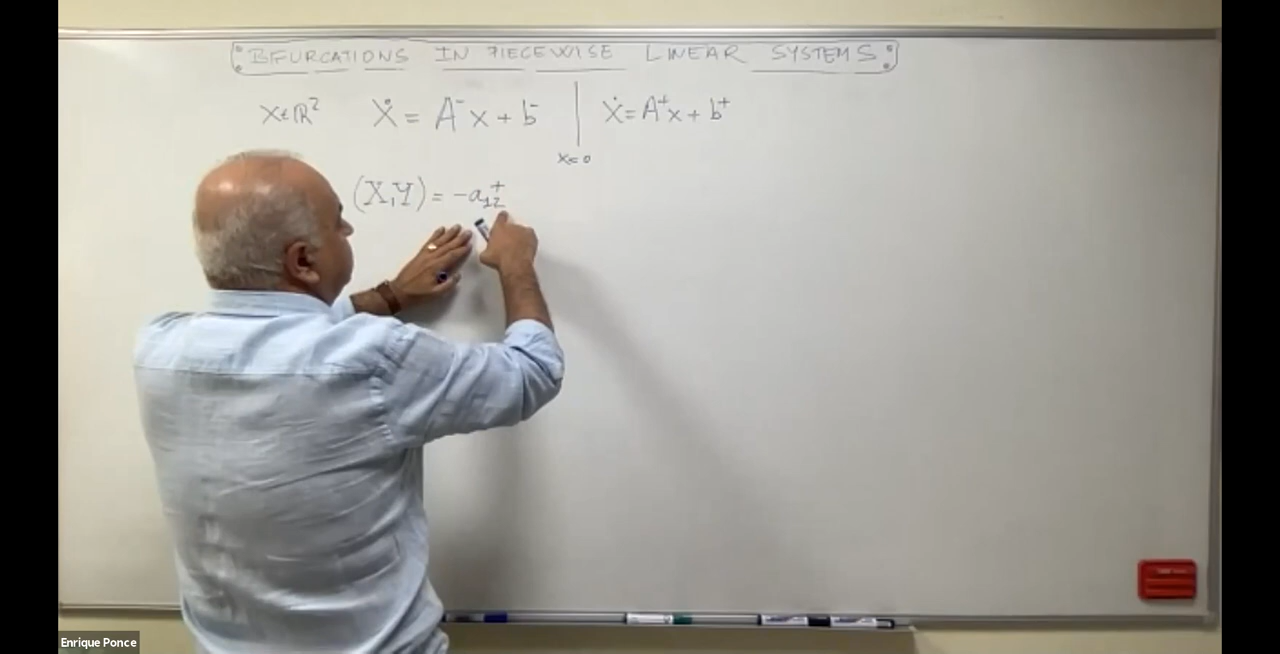 BIFURCATIONS IN PIECEWISE LINEAR SYSTEMS
x∈ℝ² ẋ = A⁻x + b⁻ | ẋ = A⁺x + b⁺
x=0
(X,Y) = -a₁₂⁺
Enrique Ponce